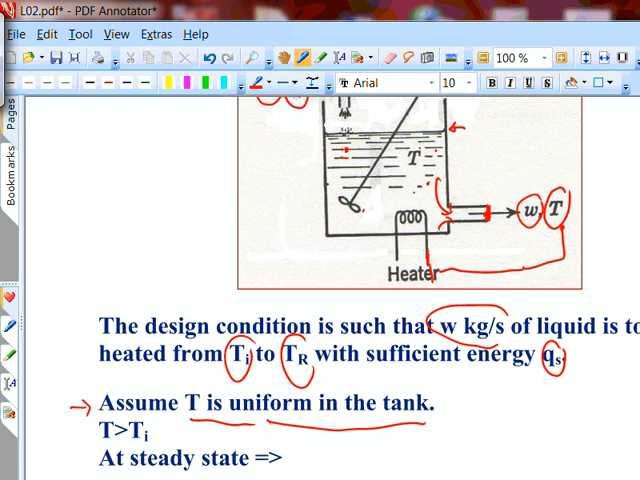 L02.pdf* - PDF Annotator*
File Edit Tool View Extras Help
100 %
Arial 10 B I U S
Pages
Bookmarks
T
w, T
Heater
The design condition is such that w kg/s of liquid is to
heated from Ti to TR with sufficient energy qs.
Assume T is uniform in the tank.
T>Ti
At steady state =>